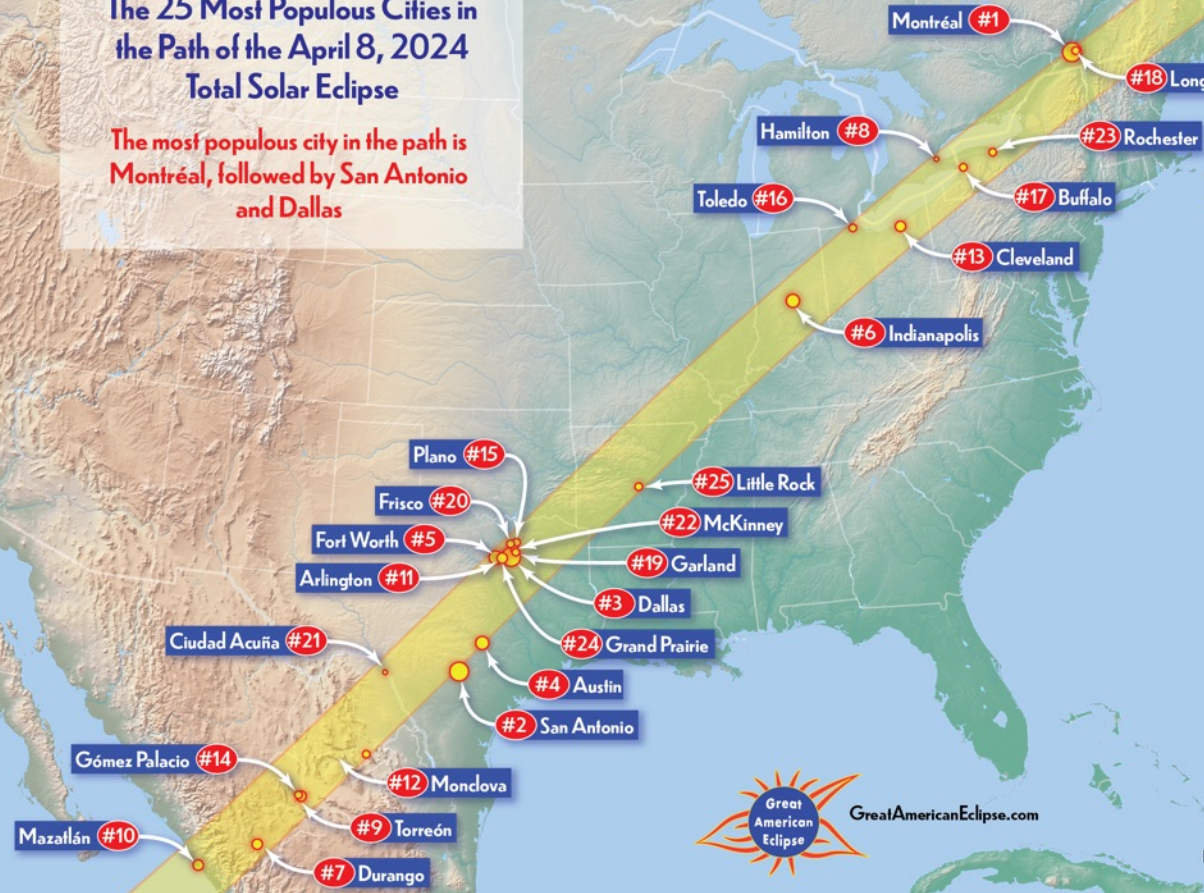 The 25 Most Populous Cities in
the Path of the April 8, 2024
Total Solar Eclipse
The most populous city in the path is
Montréal, followed by San Antonio
and Dallas
Montréal #1
#18 Long
Hamilton #8
#23 Rochester
Toledo #16
#17 Buffalo
#13 Cleveland
#6 Indianapolis
Plano #15
#25 Little Rock
Frisco #20
#22 McKinney
Fort Worth #5
#19 Garland
Arlington #11
#3 Dallas
Ciudad Acuña #21
#24 Grand Prairie
#4 Austin
#2 San Antonio
Gómez Palacio #14
#12 Monclova
#9 Torreón
Mazatlán #10
#7 Durango
Great
American
Eclipse
GreatAmericanEclipse.com